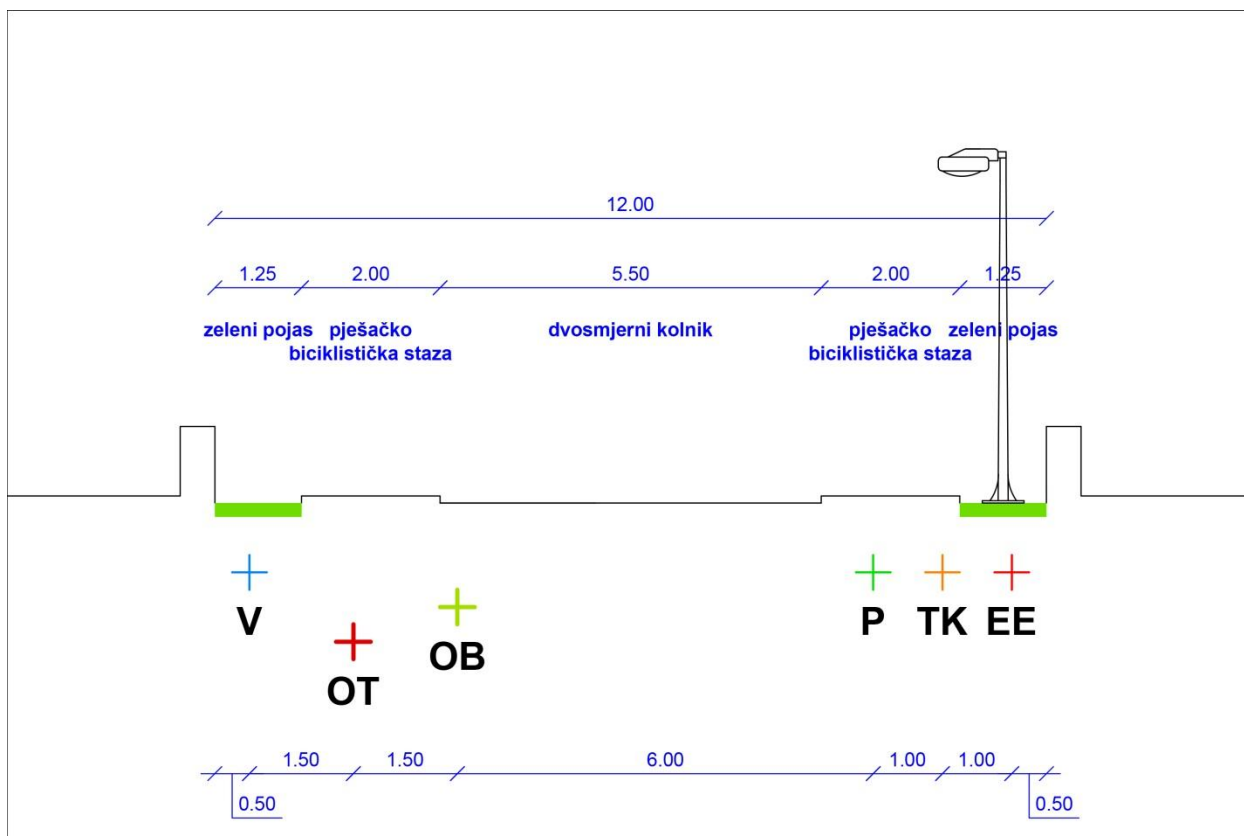 12.00
1.25 2.00 5.50 2.00 1.25
zeleni pojas pješačko dvosmjerni kolnik pješačko zeleni pojas
biciklistička staza biciklistička staza
V P TK EE
OB
OT
1.50 1.50 6.00 1.00 1.00
0.50 0.50